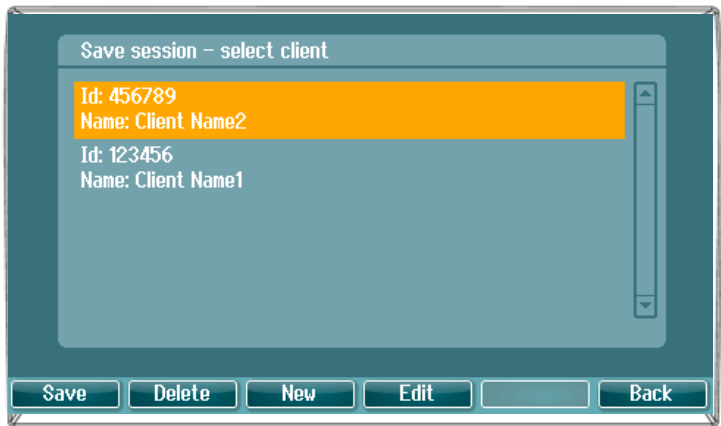 Save session - select client
Id: 456789
Name: Client Name2
Id: 123456
Name: Client Name1
Save
Delete
New
Edit
Back